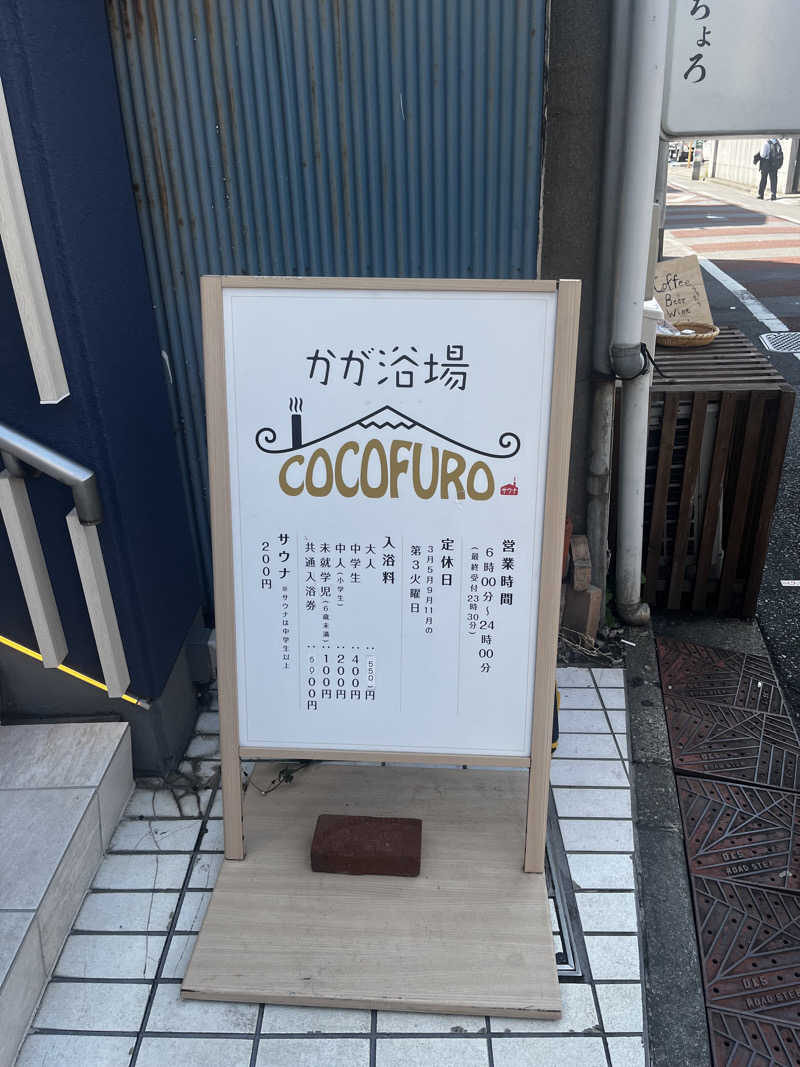 かが浴場
COCOFURO
サウナ
営業時間
6時00分～24時00分
(最終受付23時30分)
定休日
3月5月9月11月の
第3火曜日
入浴料
大人 : 550円
中学生 : 400円
中人(小学生) : 200円
未就学児(6歳未満) : 100円
共通入浴券 : 5000円
サウナ ※サウナは中学生以上
200円
ちょろ
Coffee
Beer
Wine
UKS
ROAD STEP
UKS
ROAD STEP